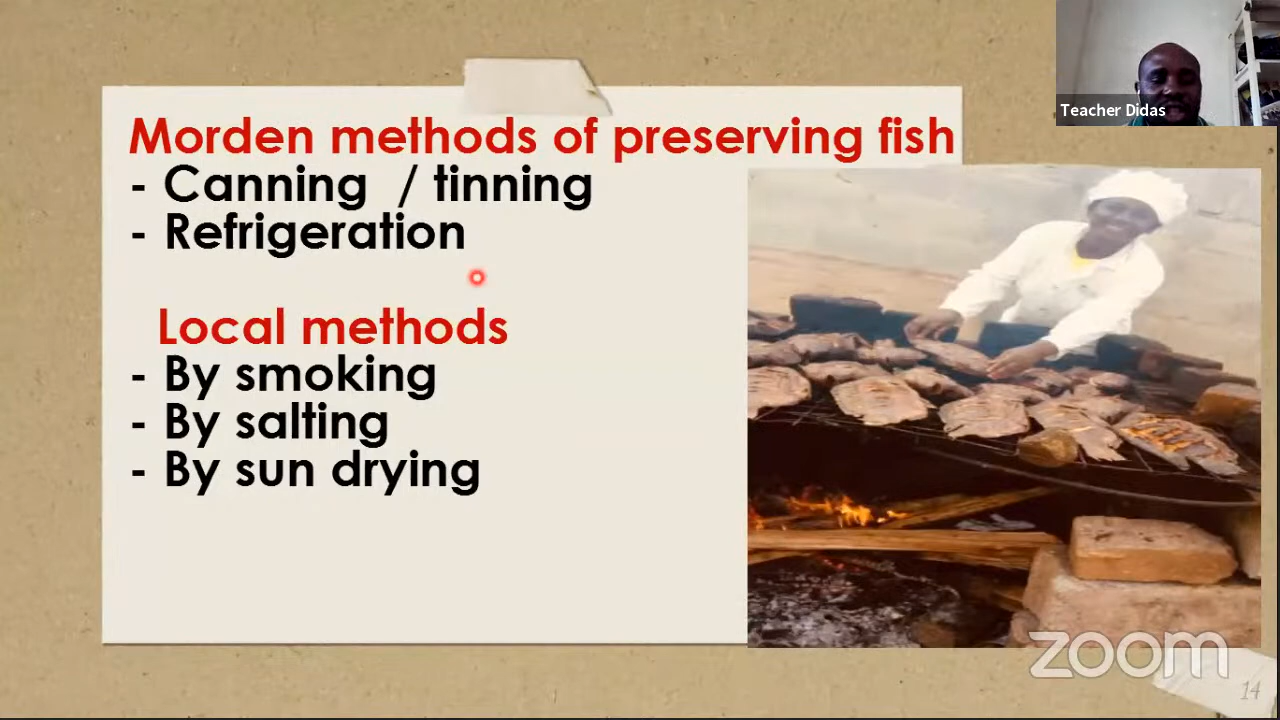 Morden methods of preserving fish
- Canning / tinning
- Refrigeration
Local methods
- By smoking
- By salting
- By sun drying
Teacher Didas
zoom
14